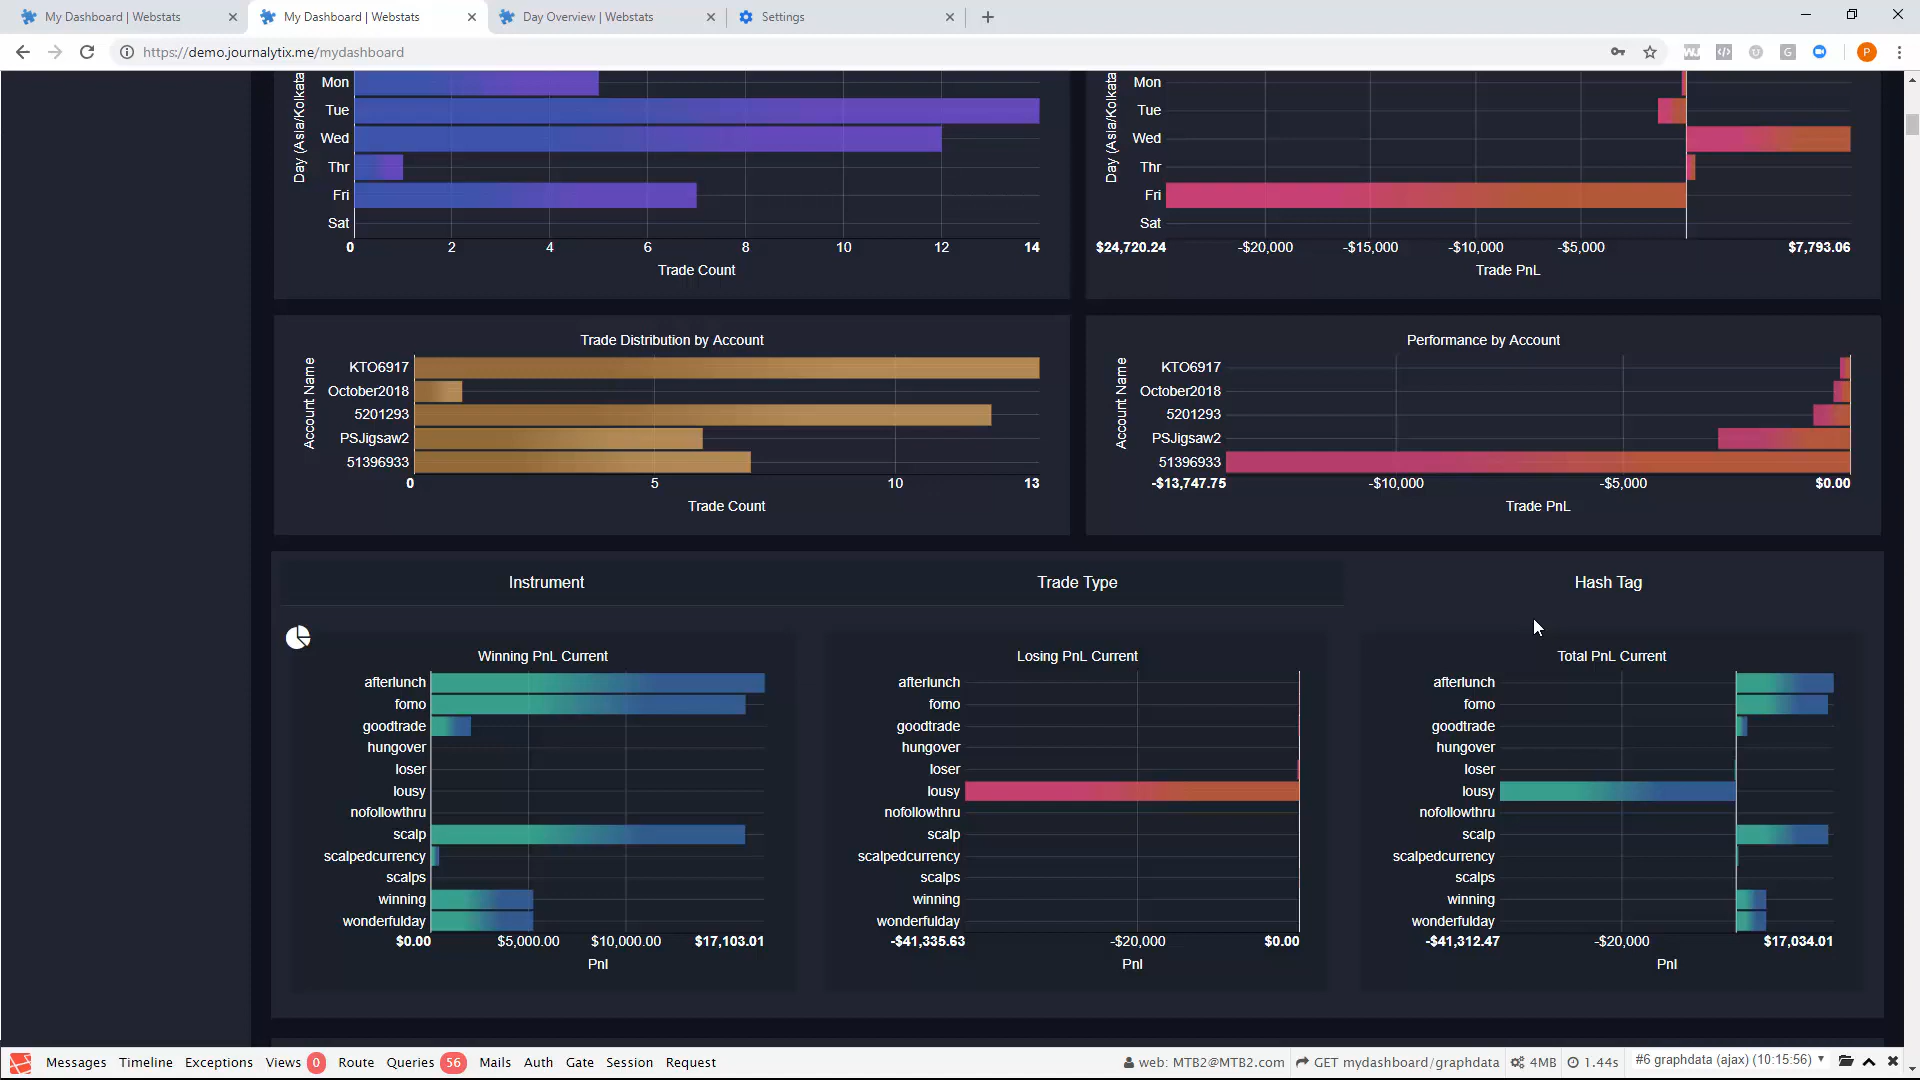 My Dashboard | Webstats
My Dashboard | Webstats
Day Overview | Webstats
Settings
https://demo.journalytix.me/mydashboard
P
Day (Asia/Kolkata
Mon
Tue
Wed
Thr
Fri
Sat
0 2 4 6 8 10 12 14
Trade Count
Day (Asia/Kolkata
Mon
Tue
Wed
Thr
Fri
Sat
$24,720.24 -$20,000 -$15,000 -$10,000 -$5,000 $7,793.06
Trade PnL
Trade Distribution by Account
Account Name
KTO6917
October2018
5201293
PSJigsaw2
51396933
0 5 10 13
Trade Count
Performance by Account
Account Name
KTO6917
October2018
5201293
PSJigsaw2
51396933
-$13,747.75 -$10,000 -$5,000 $0.00
Trade PnL
Instrument Trade Type Hash Tag
Winning PnL Current
afterlunch
fomo
goodtrade
hungover
loser
lousy
nofollowthru
scalp
scalpedcurrency
scalps
winning
wonderfulday
$0.00 $5,000.00 $10,000.00 $17,103.01
Pnl
Losing PnL Current
afterlunch
fomo
goodtrade
hungover
loser
lousy
nofollowthru
scalp
scalpedcurrency
scalps
winning
wonderfulday
-$41,335.63 -$20,000 $0.00
Pnl
Total PnL Current
afterlunch
fomo
goodtrade
hungover
loser
lousy
nofollowthru
scalp
scalpedcurrency
scalps
winning
wonderfulday
-$41,312.47 -$20,000 $17,034.01
Pnl
Messages Timeline Exceptions Views 0 Route Queries 56 Mails Auth Gate Session Request web: MTB2@MTB2.com GET mydashboard/graphdata 4MB 1.44s #6 graphdata (ajax) (10:15:56)